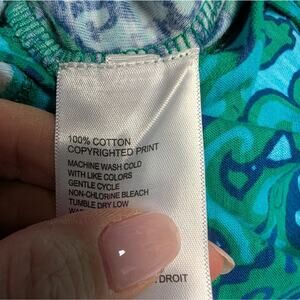 100% COTTON
COPYRIGHTED PRINT
MACHINE WASH COLD
WITH LIKE COLORS
GENTLE CYCLE
NON-CHLORINE BLEACH
TUMBLE DRY LOW
DROIT